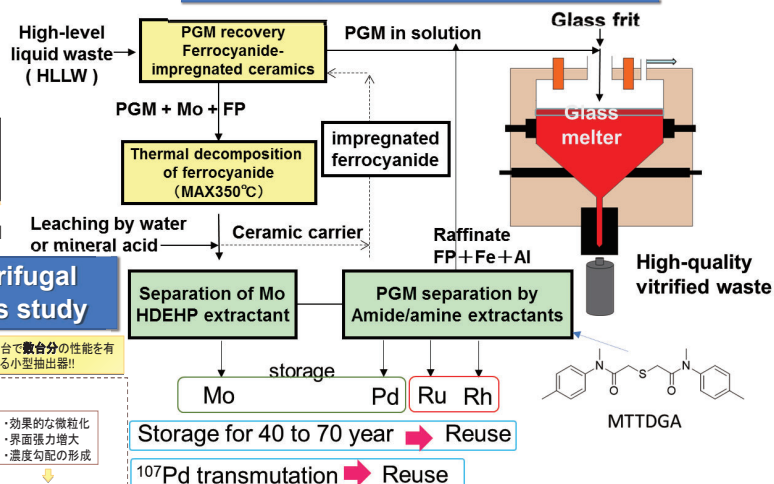 High-level
liquid waste
( HLLW )
PGM recovery
Ferrocyanide-
impregnated ceramics
PGM in solution
Glass frit
PGM + Mo + FP
impregnated
ferrocyanide
Glass
melter
Thermal decomposition
of ferrocyanide
（MAX350℃）
Leaching by water
or mineral acid
Ceramic carrier
Raffinate
FP＋Fe＋Al
High-quality
vitrified waste
rifugal
s study
Separation of Mo
HDEHP extractant
PGM separation by
Amide/amine extractants
台で数台分の性能を有
る小型抽出器!!
storage
Mo
Pd
Ru
Rh
N
O
S
O
N
MTTDGA
・効果的な微粒化
・界面張力増大
・濃度勾配の形成
Storage for 40 to 70 year
Reuse
107Pd transmutation
Reuse